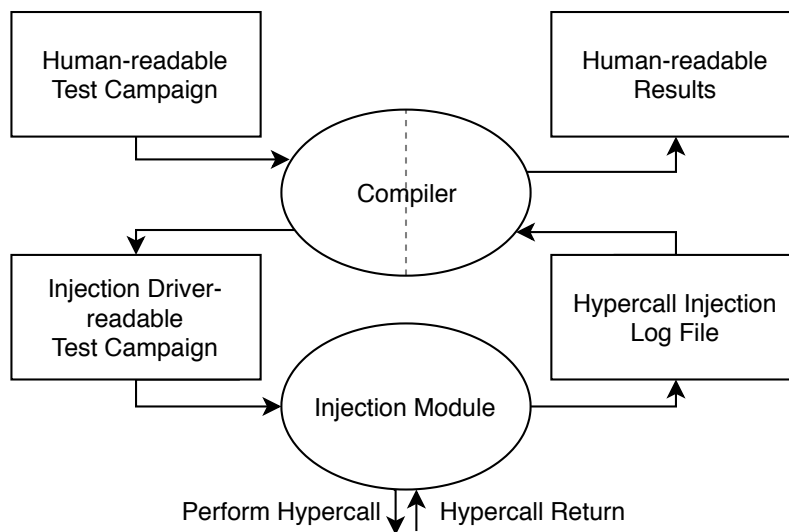 Human-readable
Test Campaign
Human-readable
Results
Compiler
Injection Driver-
readable
Test Campaign
Hypercall Injection
Log File
Injection Module
Perform Hypercall
Hypercall Return